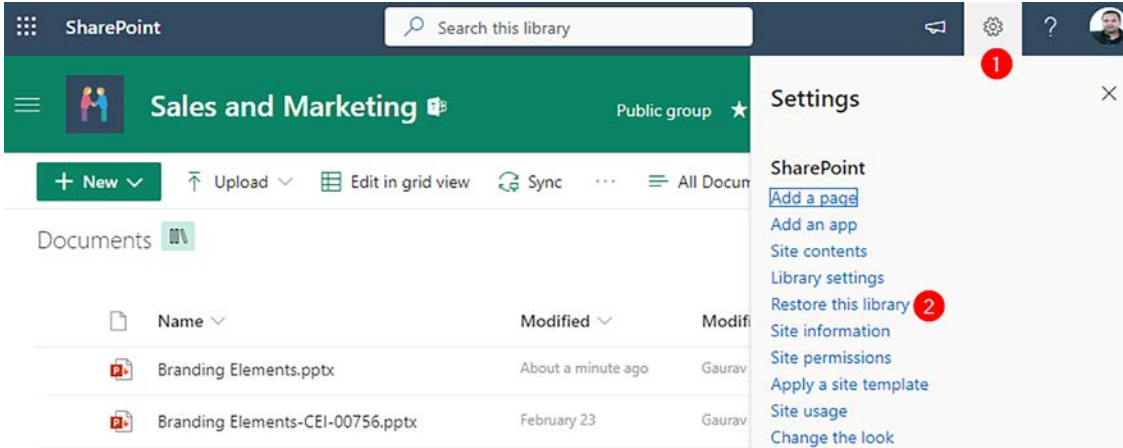 SharePoint
Search this library
?
1
Sales and Marketing
Public group
+ New
Upload
Edit in grid view
Sync
...
All Docum
Documents
Name
Modified
Modifi
Branding Elements.pptx
About a minute ago
Gaurav
Branding Elements-CEI-00756.pptx
February 23
Gaurav
Settings
SharePoint
Add a page
Add an app
Site contents
Library settings
Restore this library 2
Site information
Site permissions
Apply a site template
Site usage
Change the look